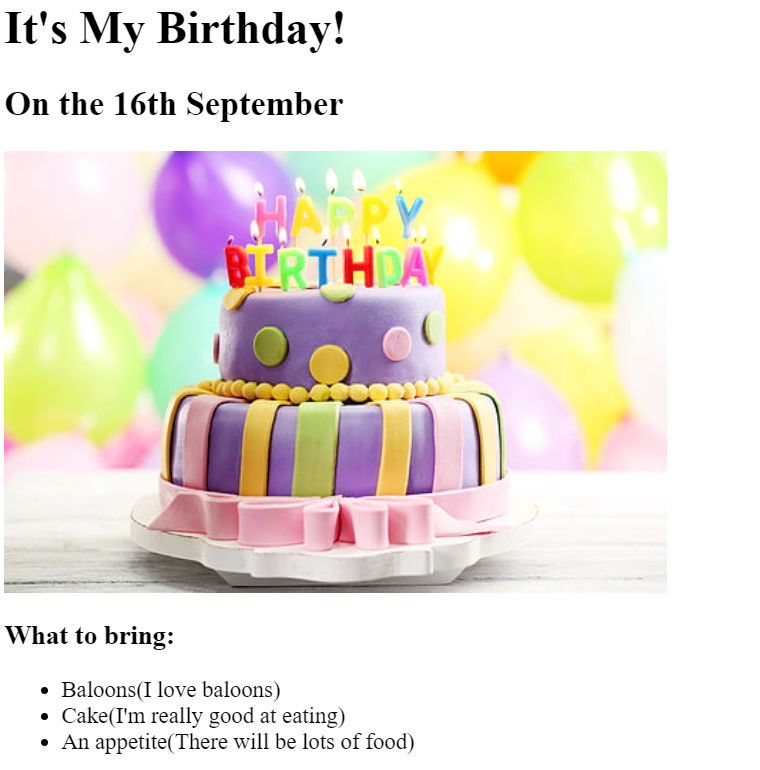 It's My Birthday!
On the 16th September
HAPPY
BIRTHDAY
What to bring:
Baloons(I love baloons)
Cake(I'm really good at eating)
An appetite(There will be lots of food)